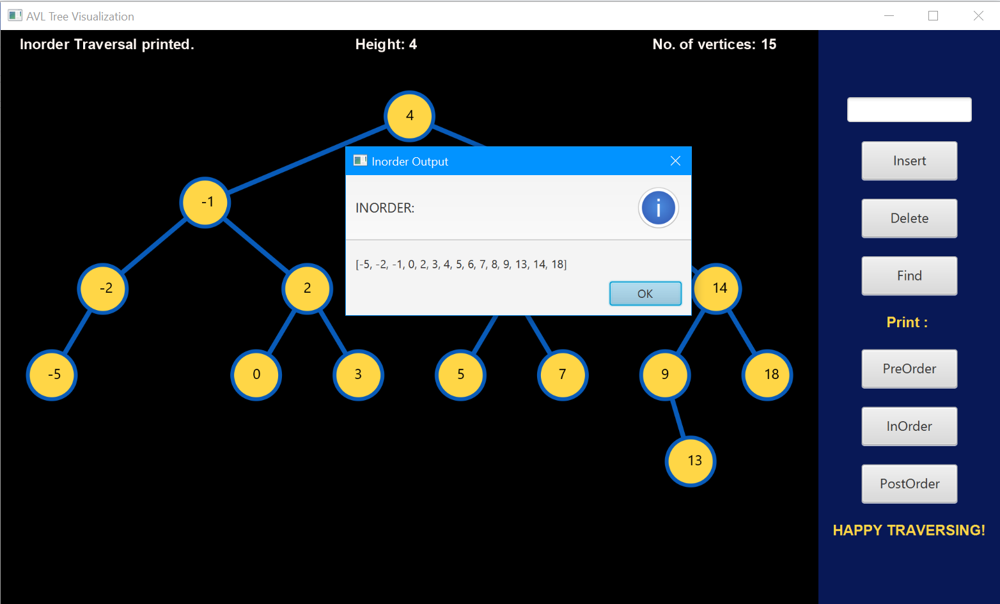 AVL Tree Visualization
Inorder Traversal printed.
Height: 4
No. of vertices: 15
4
Inorder Output
Insert
-1
INORDER:
i
Delete
[-5, -2, -1, 0, 2, 3, 4, 5, 6, 7, 8, 9, 13, 14, 18]
Find
-2
2
14
OK
Print :
-5
0
3
5
7
9
18
PreOrder
InOrder
13
PostOrder
HAPPY TRAVERSING!